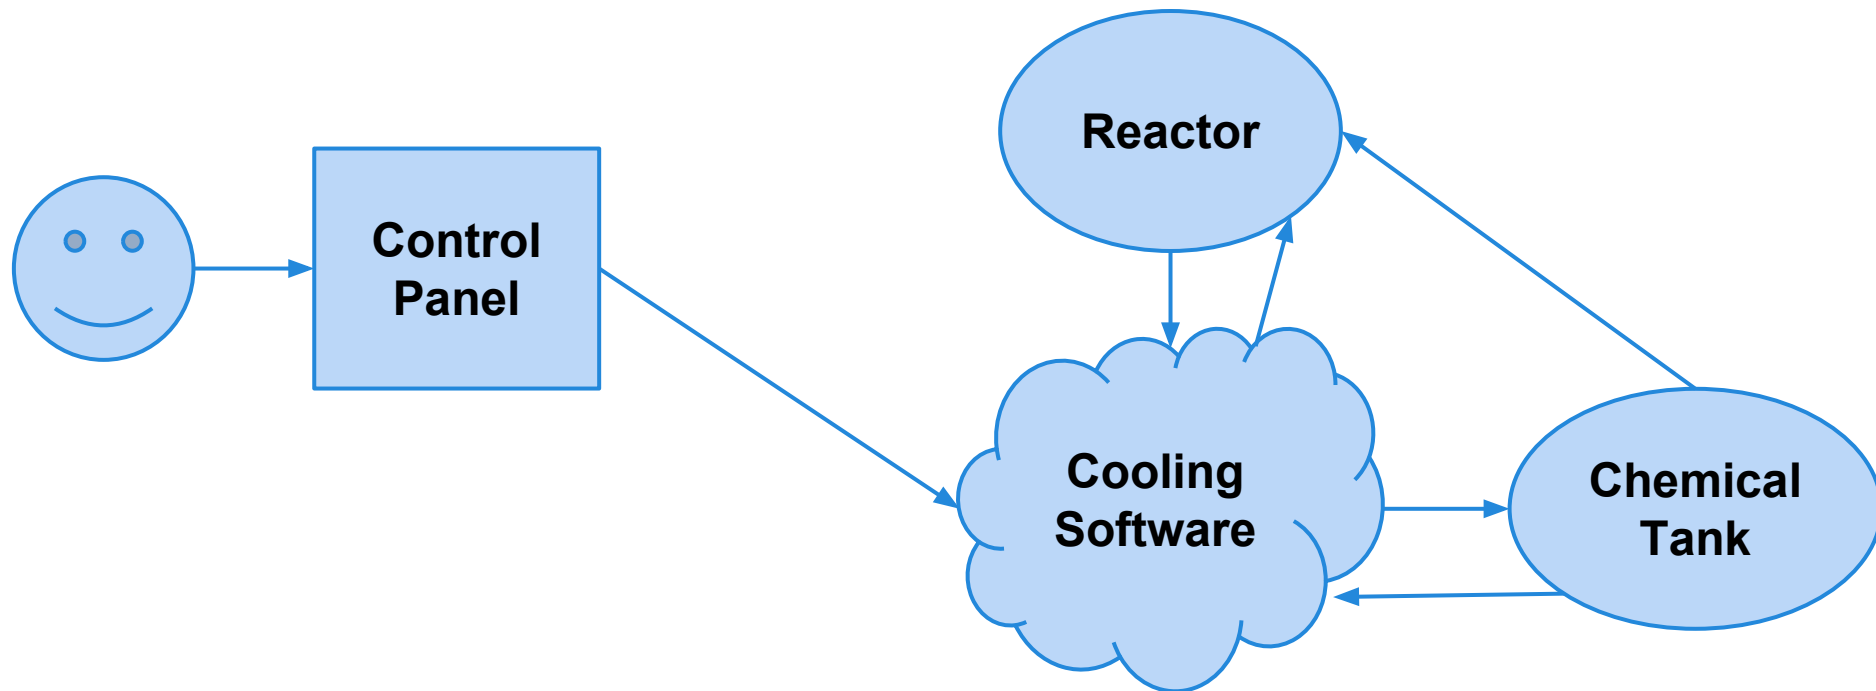 Reactor
Control
Panel
Cooling
Software
Chemical
Tank